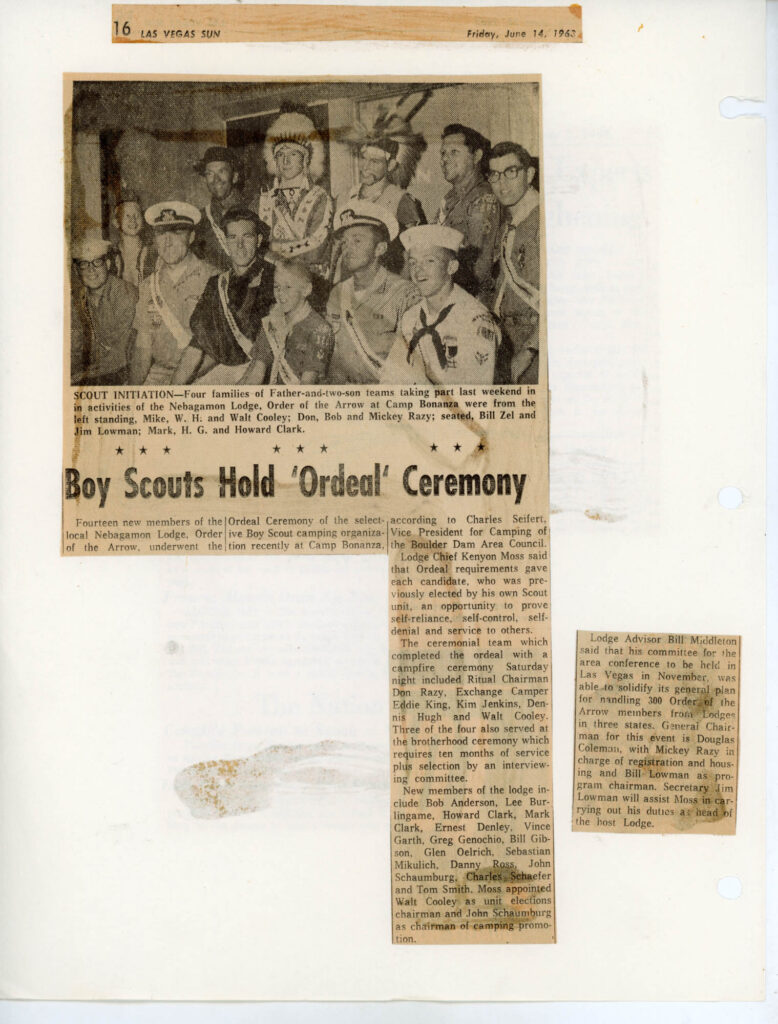 16 LAS VEGAS SUN Friday, June 14, 1963
SCOUT INITIATION—Four families of Father-and-two-son teams taking part last weekend in
in activities of the Nebagamon Lodge, Order of the Arrow at Camp Bonanza were from the
left standing, Mike, W. H. and Walt Cooley; Don, Bob and Mickey Razy; seated, Bill Zel and
Jim Lowman; Mark, H. G. and Howard Clark.
★ ★ ★ ★ ★ ★ ★ ★ ★
Boy Scouts Hold 'Ordeal' Ceremony
Fourteen new members of the
local Nebagamon Lodge, Order
of the Arrow, underwent the
Ordeal Ceremony of the select-
ive Boy Scout camping organiza-
tion recently at Camp Bonanza,
according to Charles Seifert,
Vice President for Camping of
the Boulder Dam Area Council.
Lodge Chief Kenyon Moss said
that Ordeal requirements gave
each candidate, who was pre-
viously elected by his own Scout
unit, an opportunity to prove
self-reliance, self-control, self-
denial and service to others.
The ceremonial team which
completed the ordeal with a
campfire ceremony Saturday
night included Ritual Chairman
Don Razy, Exchange Camper
Eddie King, Kim Jenkins, Den-
nis Hugh and Walt Cooley.
Three of the four also served at
the brotherhood ceremony which
requires ten months of service
plus selection by an interview-
ing committee.
New members of the lodge in-
clude Bob Anderson, Lee Bur-
lingame, Howard Clark, Mark
Clark, Ernest Denley, Vince
Garth, Greg Genochio, Bill Gib-
son, Glen Oelrich, Sebastian
Mikulich, Danny Ross, John
Schaumburg, Charles Schaefer
and Tom Smith. Moss appointed
Walt Cooley as unit elections
chairman and John Schaumburg
as chairman of camping promo-
tion.
Lodge Advisor Bill Middleton
said that his committee for the
area conference to be held in
Las Vegas in November, was
able to solidify its general plan
for handling 300 Order of the
Arrow members from Lodges
in three states. General Chair-
man for this event is Douglas
Coleman, with Mickey Razy in
charge of registration and hous-
ing and Bill Lowman as pro-
gram chairman. Secretary Jim
Lowman will assist Moss in car-
rying out his duties as head of
the host Lodge.